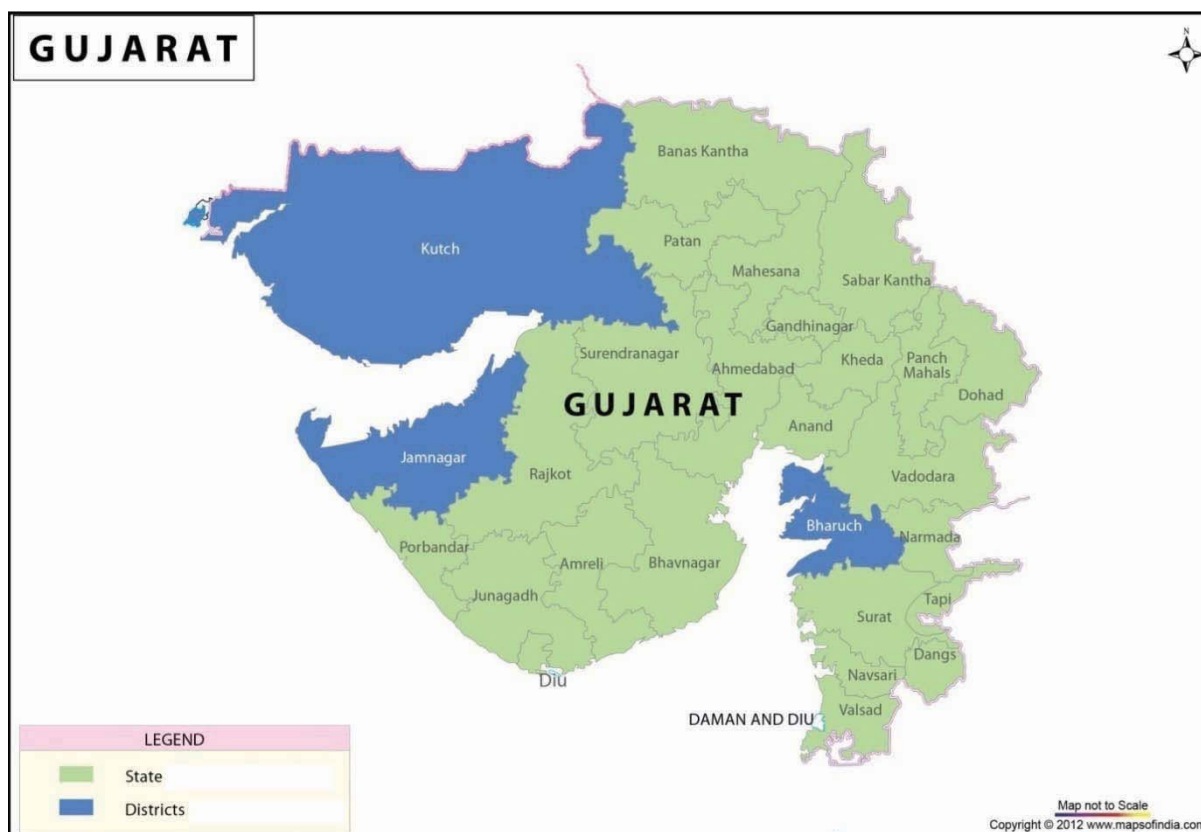 GUJARAT
N
Banas Kantha
Kutch
Patan
Mahesana
Sabar Kantha
Gandhinagar
Surendranagar
Ahmedabad
Kheda
Panch
Mahals
Dohad
GUJARAT
Anand
Jamnagar
Rajkot
Vadodara
Bharuch
Narmada
Porbandar
Amreli
Bhavnagar
Junagadh
Tapi
Surat
Dangs
Navsari
Diu
Valsad
DAMAN AND DIU
LEGEND
State
Districts
Map not to Scale
Copyright © 2012 www.mapsofindia.com